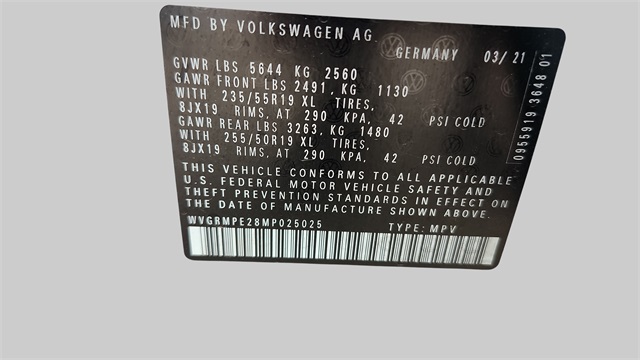 MFD BY VOLKSWAGEN AG
GERMANY 03/ 21
GVWR LBS 5644 KG 2560
GAWR FRONT LBS 2491, KG 1130
WITH 235/55R19 XL TIRES,
8JX19 RIMS, AT 290 KPA, 42 PSI COLD
GAWR REAR LBS 3263, KG 1480
WITH 255/50R19 XL TIRES,
8JX19 RIMS, AT 290 KPA, 42 PSI COLD
THIS VEHICLE CONFORMS TO ALL APPLICABLE
U.S. FEDERAL MOTOR VEHICLE SAFETY AND
THEFT PREVENTION STANDARDS IN EFFECT ON
THE DATE OF MANUFACTURE SHOWN ABOVE.
WVGRMPE28MP025025 TYPE: MPV
0955919 3648 01